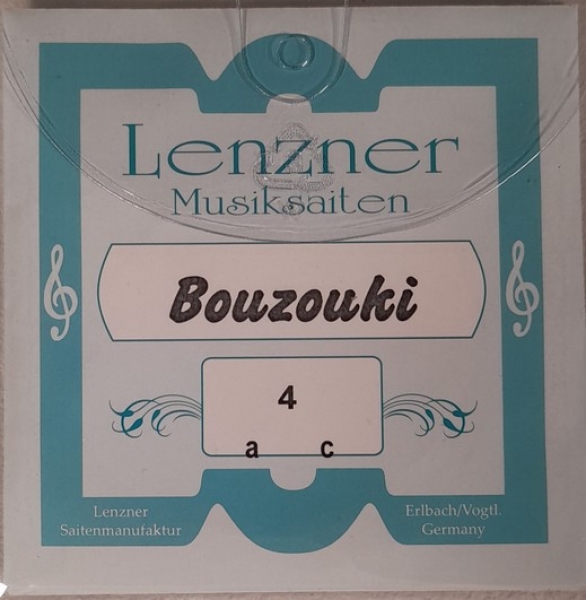 Lenzner
Musiksaiten
Bouzouki
4
a c
Lenzner
Saitenmanufaktur
Erlbach/Vogtl.
Germany